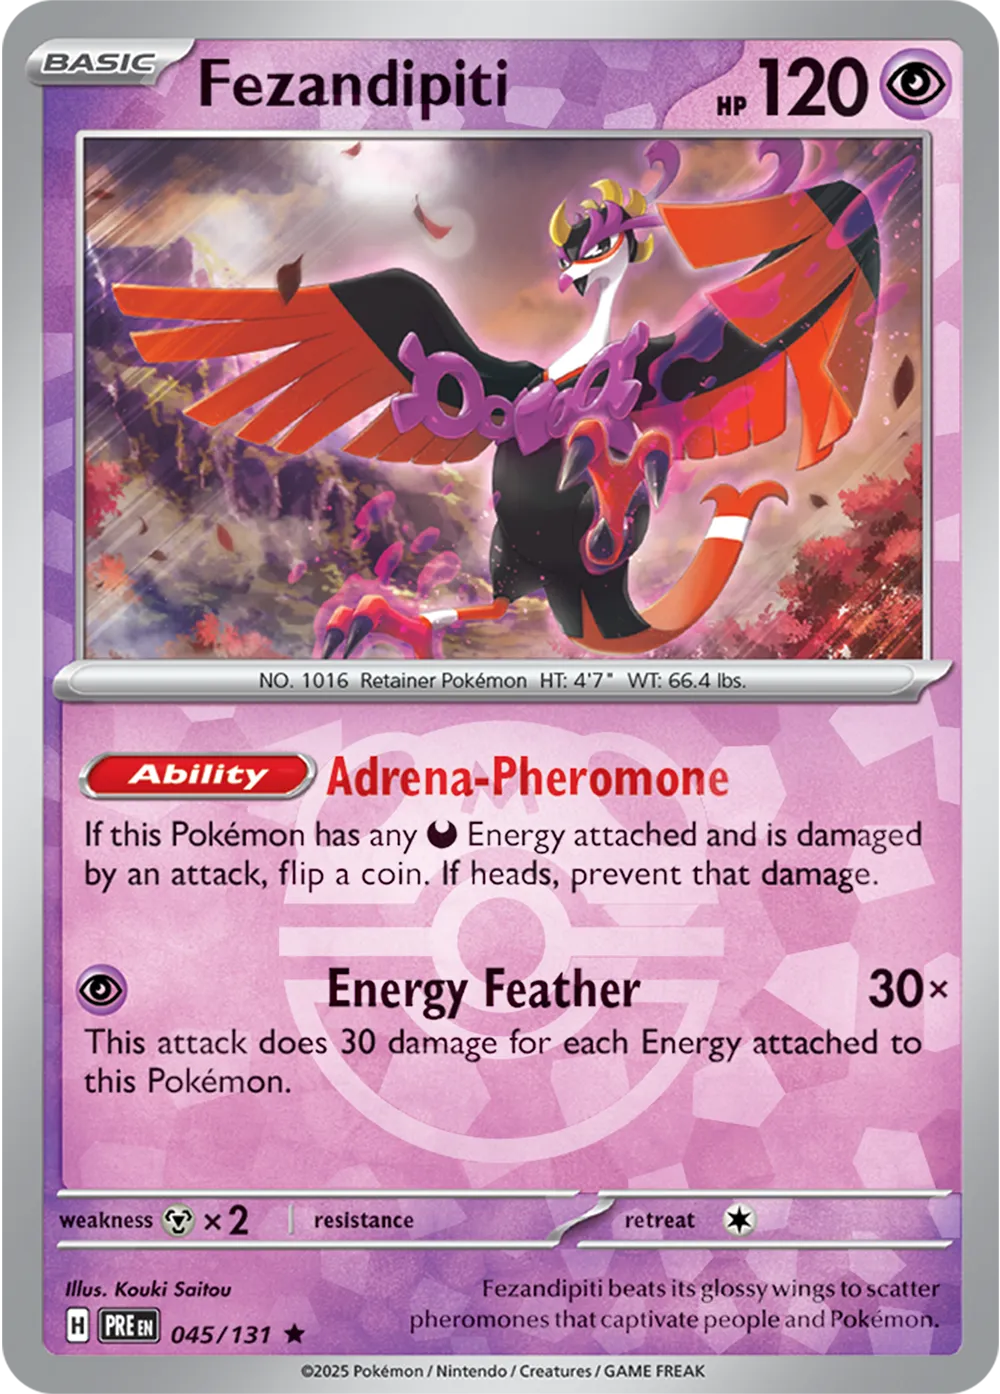 BASIC
Fezandipiti
HP 120
NO. 1016 Retainer Pokémon HT: 4'7" WT: 66.4 lbs.
Ability Adrena-Pheromone
If this Pokémon has any Energy attached and is damaged
by an attack, flip a coin. If heads, prevent that damage.
Energy Feather 30×
This attack does 30 damage for each Energy attached to
this Pokémon.
weakness ×2 resistance retreat
Illus. Kouki Saitou
Fezandipiti beats its glossy wings to scatter
pheromones that captivate people and Pokémon.
H PRE EN 045/131 ★
©2025 Pokémon / Nintendo / Creatures / GAME FREAK